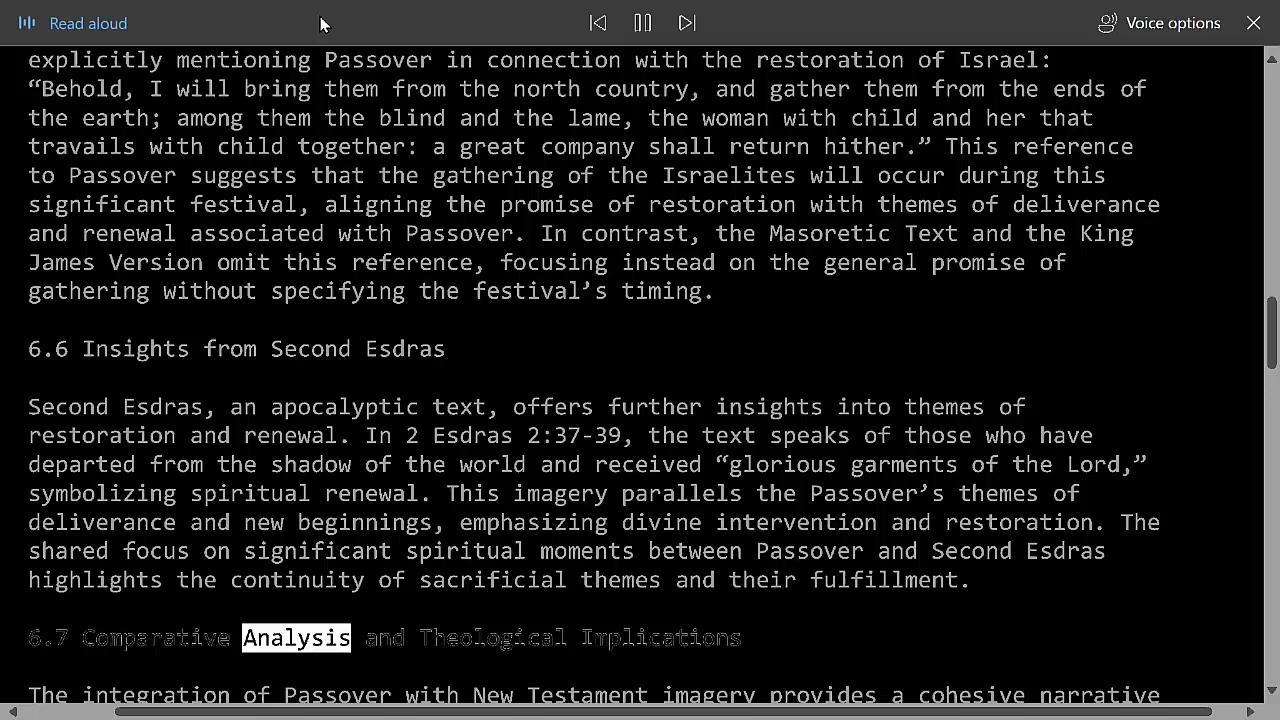 Read aloud
Voice options
explicitly mentioning Passover in connection with the restoration of Israel:
“Behold, I will bring them from the north country, and gather them from the ends of
the earth; among them the blind and the lame, the woman with child and her that
travails with child together: a great company shall return hither.” This reference
to Passover suggests that the gathering of the Israelites will occur during this
significant festival, aligning the promise of restoration with themes of deliverance
and renewal associated with Passover. In contrast, the Masoretic Text and the King
James Version omit this reference, focusing instead on the general promise of
gathering without specifying the festival’s timing.
6.6 Insights from Second Esdras
Second Esdras, an apocalyptic text, offers further insights into themes of
restoration and renewal. In 2 Esdras 2:37-39, the text speaks of those who have
departed from the shadow of the world and received “glorious garments of the Lord,”
symbolizing spiritual renewal. This imagery parallels the Passover’s themes of
deliverance and new beginnings, emphasizing divine intervention and restoration. The
shared focus on significant spiritual moments between Passover and Second Esdras
highlights the continuity of sacrificial themes and their fulfillment.
6.7 Comparative Analysis and Theological Implications
The integration of Passover with New Testament imagery provides a cohesive narrative